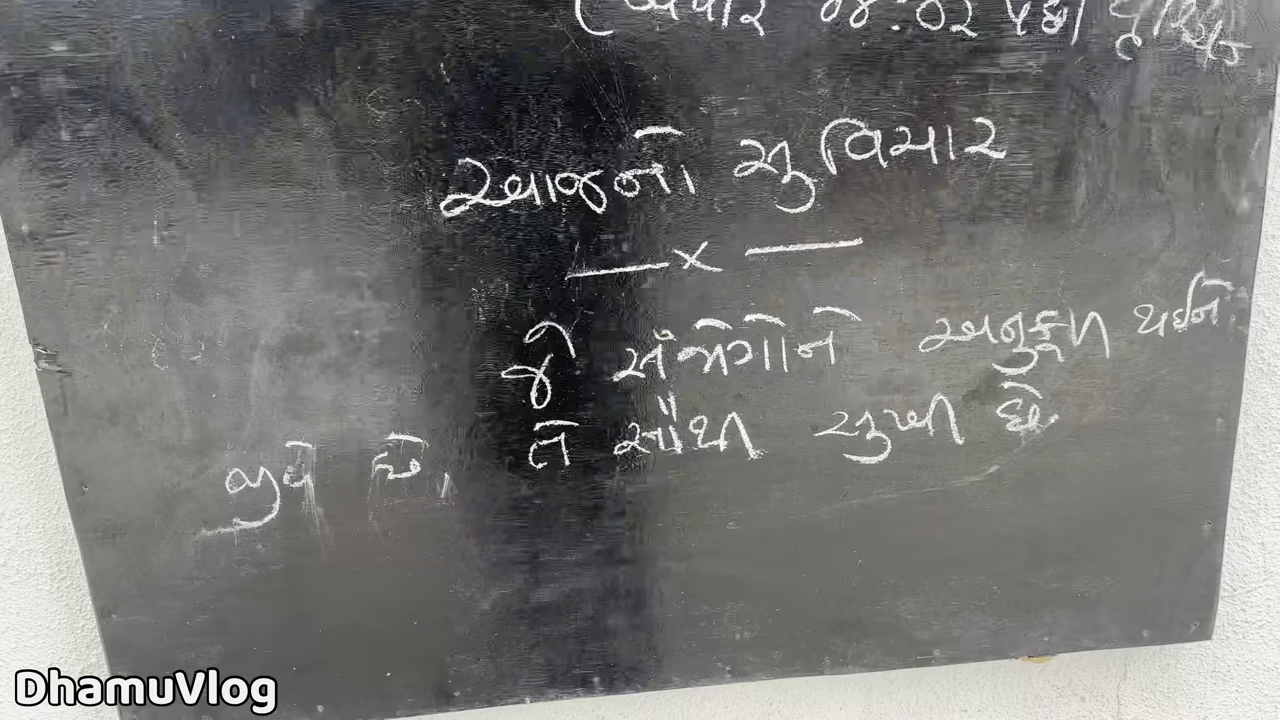 આજનો સુવિચાર
— x —
જે સંજોગોને અનુકૂળ થઈને
જીવે છે, તે સૌથી સુખી છે
DhamuVlog